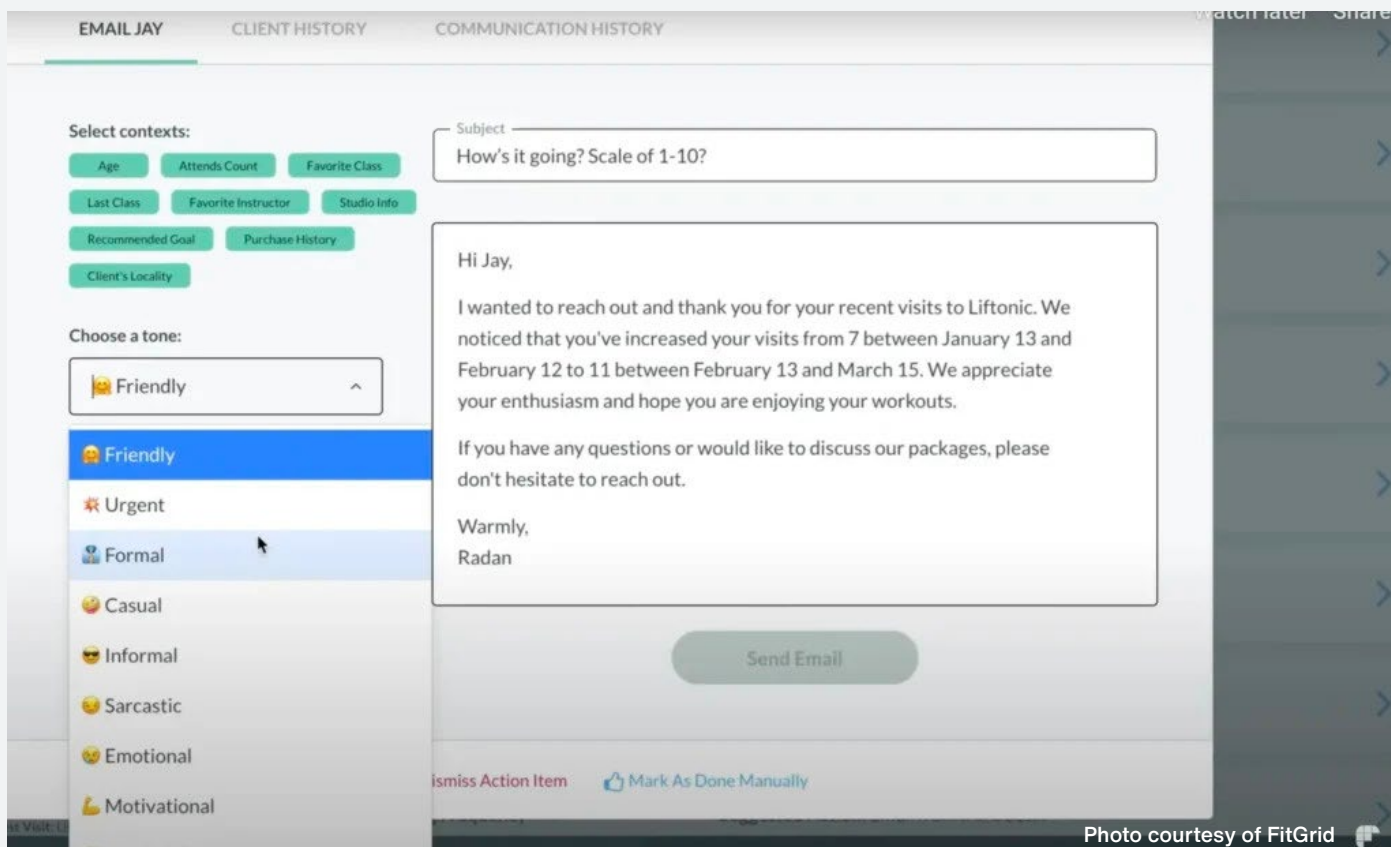 Watch later Share
EMAIL JAY CLIENT HISTORY COMMUNICATION HISTORY
Select contexts:
Age Attends Count Favorite Class
Last Class Favorite Instructor Studio Info
Recommended Goal Purchase History
Client's Locality
Choose a tone:
🤗 Friendly
🤗 Friendly
💥 Urgent
Formal
🤪 Casual
😎 Informal
😏 Sarcastic
😢 Emotional
💪 Motivational
Subject
How's it going? Scale of 1-10?
Hi Jay,
I wanted to reach out and thank you for your recent visits to Liftonic. We
noticed that you've increased your visits from 7 between January 13 and
February 12 to 11 between February 13 and March 15. We appreciate
your enthusiasm and hope you are enjoying your workouts.
If you have any questions or would like to discuss our packages, please
don't hesitate to reach out.
Warmly,
Radan
Send Email
ismiss Action Item Mark As Done Manually
Photo courtesy of FitGrid